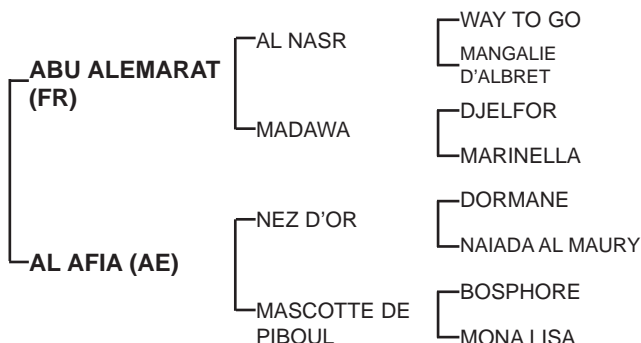 WAY TO GO
AL NASR
MANGALIE
D'ALBRET
ABU ALEMARAT
(FR)
DJELFOR
MADAWA
MARINELLA
DORMANE
NEZ D'OR
NAIADA AL MAURY
AL AFIA (AE)
BOSPHORE
MASCOTTE DE
PIBOUL
MONA LISA